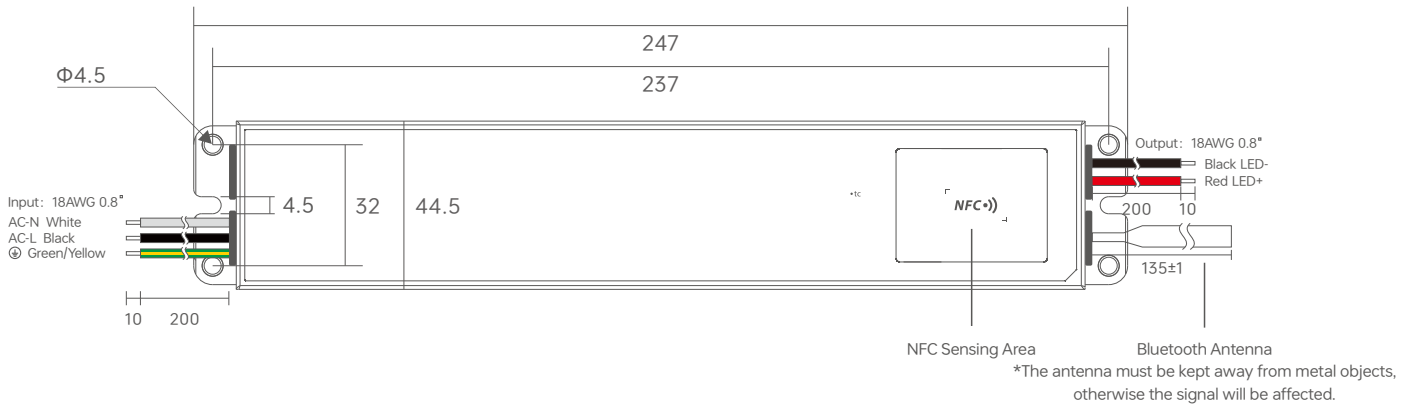 247
237
Φ4.5
Output: 18AWG 0.8"
Black LED-
Red LED+
200 10
Input: 18AWG 0.8"
AC-N White
AC-L Black
Green/Yellow
4.5 32 44.5
•tc
NFC
135±1
10 200
NFC Sensing Area
Bluetooth Antenna
*The antenna must be kept away from metal objects,
otherwise the signal will be affected.